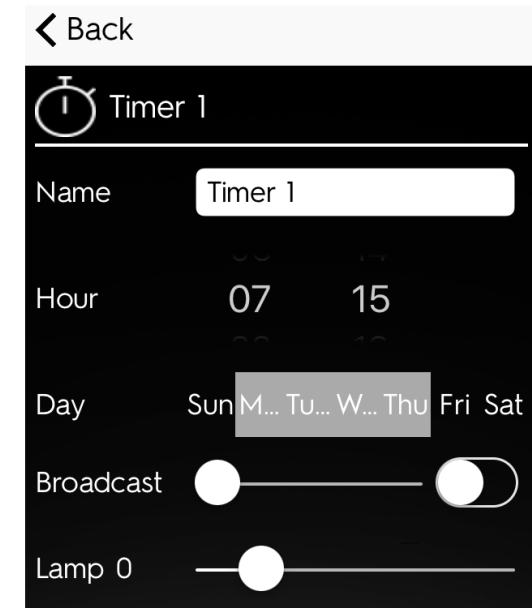 Back
Timer 1
Name Timer 1
Hour 07 15
Day Sun M... Tu... W... Thu Fri Sat
Broadcast
Lamp 0